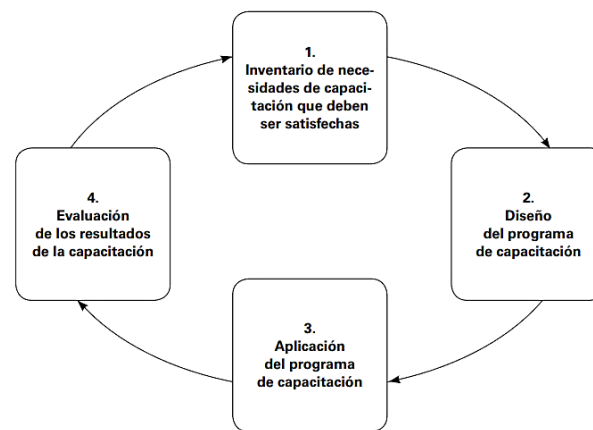 1.
Inventario de nece-
sidades de capaci-
tación que deben
ser satisfechas
2.
Diseño
del programa
de capacitación
3.
Aplicación
del programa
de capacitación
4.
Evaluación
de los resultados
de la capacitación